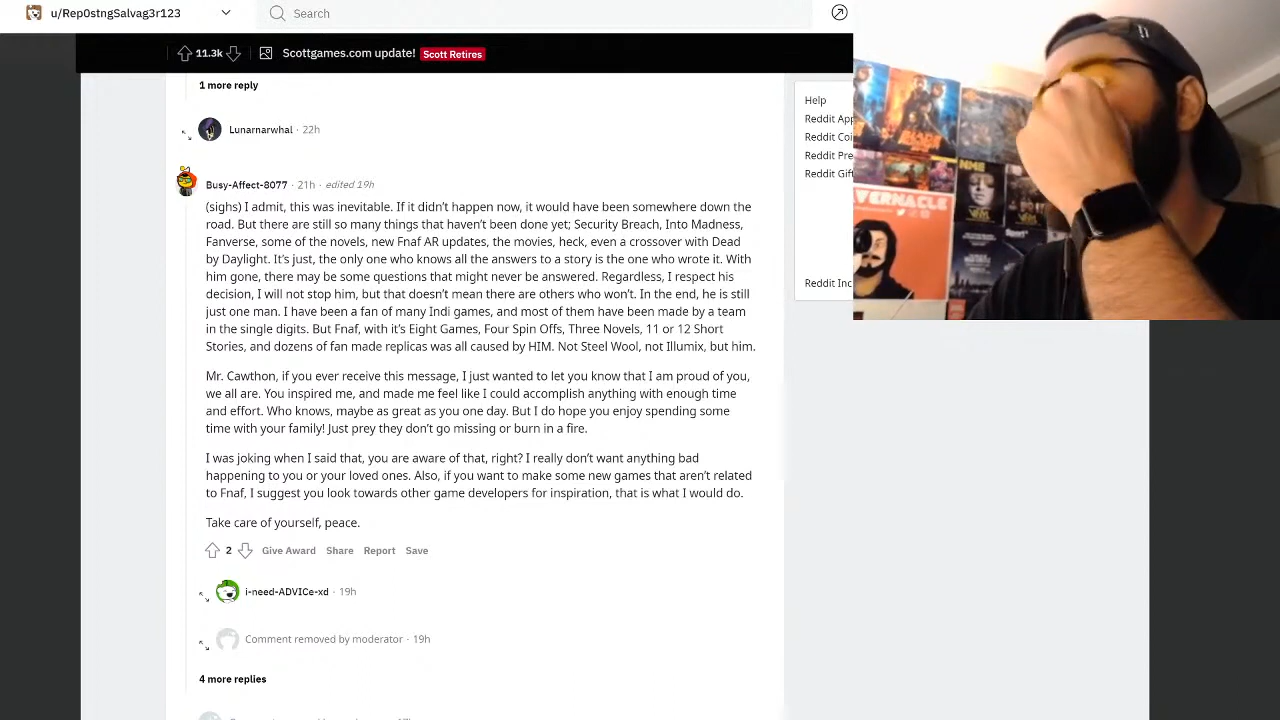 u/Rep0stngSalvag3r123
Search
11.3k
Scottgames.com update! Scott Retires
1 more reply
Lunarnarwhal · 22h
Busy-Affect-8077 · 21h · edited 19h
(sighs) I admit, this was inevitable. If it didn't happen now, it would have been somewhere down the
road. But there are still so many things that haven't been done yet; Security Breach, Into Madness,
Fanverse, some of the novels, new Fnaf AR updates, the movies, heck, even a crossover with Dead
by Daylight. It's just, the only one who knows all the answers to a story is the one who wrote it. With
him gone, there may be some questions that might never be answered. Regardless, I respect his
decision, I will not stop him, but that doesn't mean there are others who won't. In the end, he is still
just one man. I have been a fan of many Indi games, and most of them have been made by a team
in the single digits. But Fnaf, with it's Eight Games, Four Spin Offs, Three Novels, 11 or 12 Short
Stories, and dozens of fan made replicas was all caused by HIM. Not Steel Wool, not Illumix, but him.
Mr. Cawthon, if you ever receive this message, I just wanted to let you know that I am proud of you,
we all are. You inspired me, and made me feel like I could accomplish anything with enough time
and effort. Who knows, maybe as great as you one day. But I do hope you enjoy spending some
time with your family! Just prey they don't go missing or burn in a fire.
I was joking when I said that, you are aware of that, right? I really don't want anything bad
happening to you or your loved ones. Also, if you want to make some new games that aren't related
to Fnaf, I suggest you look towards other game developers for inspiration, that is what I would do.
Take care of yourself, peace.
2 Give Award Share Report Save
i-need-ADVICe-xd · 19h
Comment removed by moderator · 19h
4 more replies
Help
Reddit App
Reddit Coi
Reddit Pre
Reddit Gift
Reddit Inc
BLADE
NME
VERNACLE